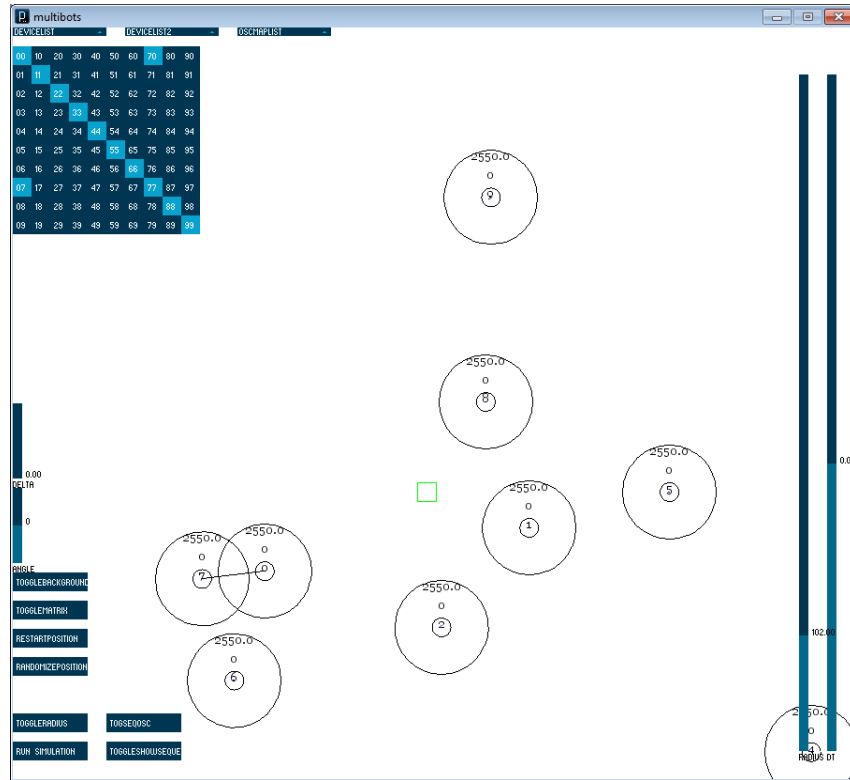 multibots
DEVICELIST DEVICELIST2 OSCMAPLIST
00 10 20 30 40 50 60 70 80 90
01 11 21 31 41 51 61 71 81 91
02 12 22 32 42 52 62 72 82 92
03 13 23 33 43 53 63 73 83 93
04 14 24 34 44 54 64 74 84 94
05 15 25 35 45 55 65 75 85 95
06 16 26 36 46 56 66 76 86 96
07 17 27 37 47 57 67 77 87 97
08 18 28 38 48 58 68 78 88 98
09 19 29 39 49 59 69 79 89 99
2550.0
0
9
2550.0
0
8
2550.0
0
5
0.00
DELTA
0.0
2550.0
0
1
0
ANGLE
2550.0
0
7
2550.0
0
0
2550.0
0
2
2550.0
0
6
102.00
TOGGLEBACKGROUND
TOGGLEMATRIX
RESTARTPOSITION
RANDOMIZEPOSITION
TOGGLERADIUS TOGSEQOSC
RUN SIMULATION TOGGLESHOWSEQUE
2550.0
0
4
RADIUS DT